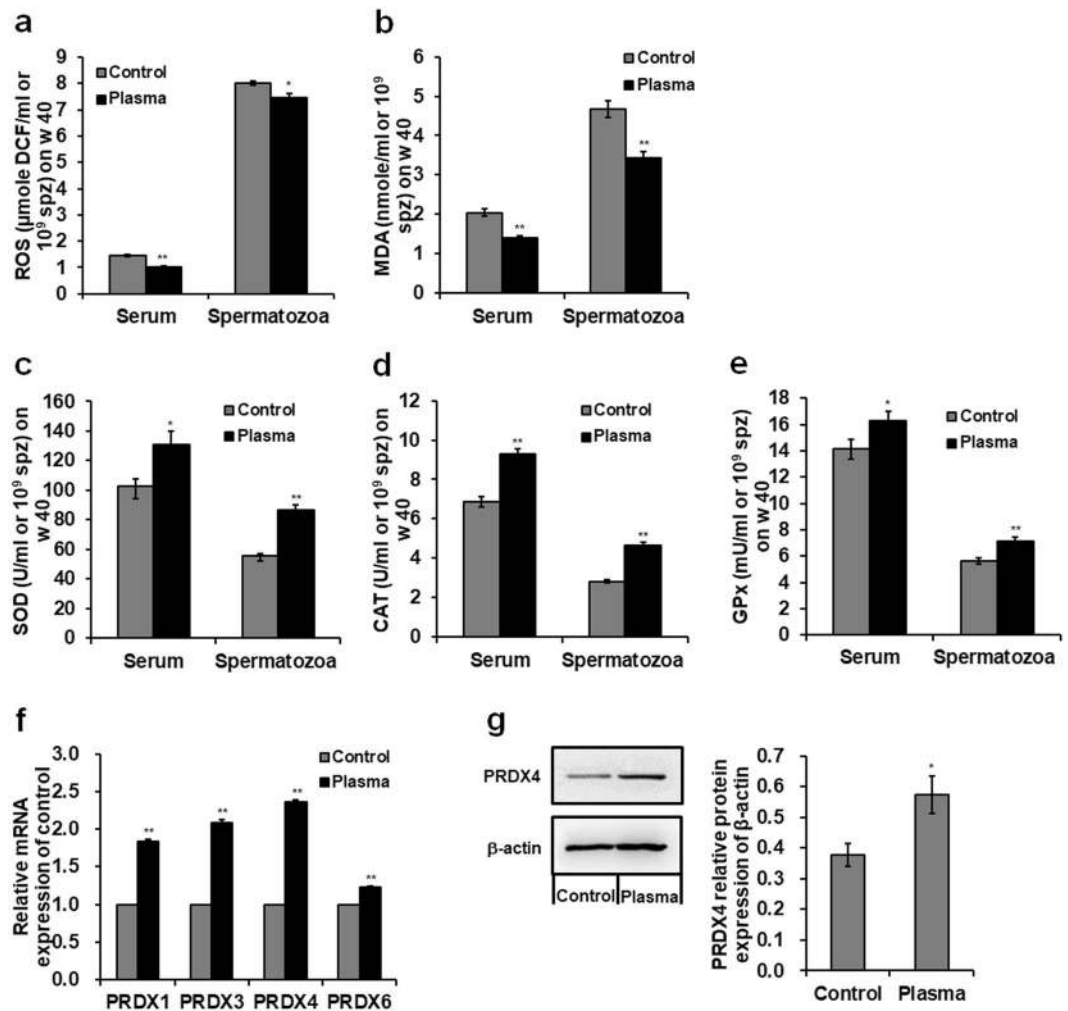 a
ROS (µmole DCF/ml or
10⁹ spz) on w 40
9
8
7
6
5
4
3
2
1
0
Control
Plasma
*
**
Serum
Spermatozoa
b
MDA (nmole/ml or 10⁹
spz) on w 40
6
5
4
3
2
1
0
Control
Plasma
**
**
Serum
Spermatozoa
c
SOD (U/ml or 10⁹ spz) on
w 40
160
140
120
100
80
60
40
20
0
Control
Plasma
*
**
Serum
Spermatozoa
d
CAT (U/ml or 10⁹ spz) on
w 40
12
10
8
6
4
2
0
Control
Plasma
**
**
Serum
Spermatozoa
e
GPx (mU/ml or 10⁹ spz)
on w 40
18
16
14
12
10
8
6
4
2
0
Control
Plasma
*
**
Serum
Spermatozoa
f
Relative mRNA
expression of control
3.0
2.5
2.0
1.5
1.0
0.5
0.0
Control
Plasma
**
**
**
**
PRDX1
PRDX3
PRDX4
PRDX6
g
PRDX4
β-actin
Control
Plasma
PRDX4 relative protein
expression of β-actin
0.7
0.6
0.5
0.4
0.3
0.2
0.1
0.0
*
Control
Plasma